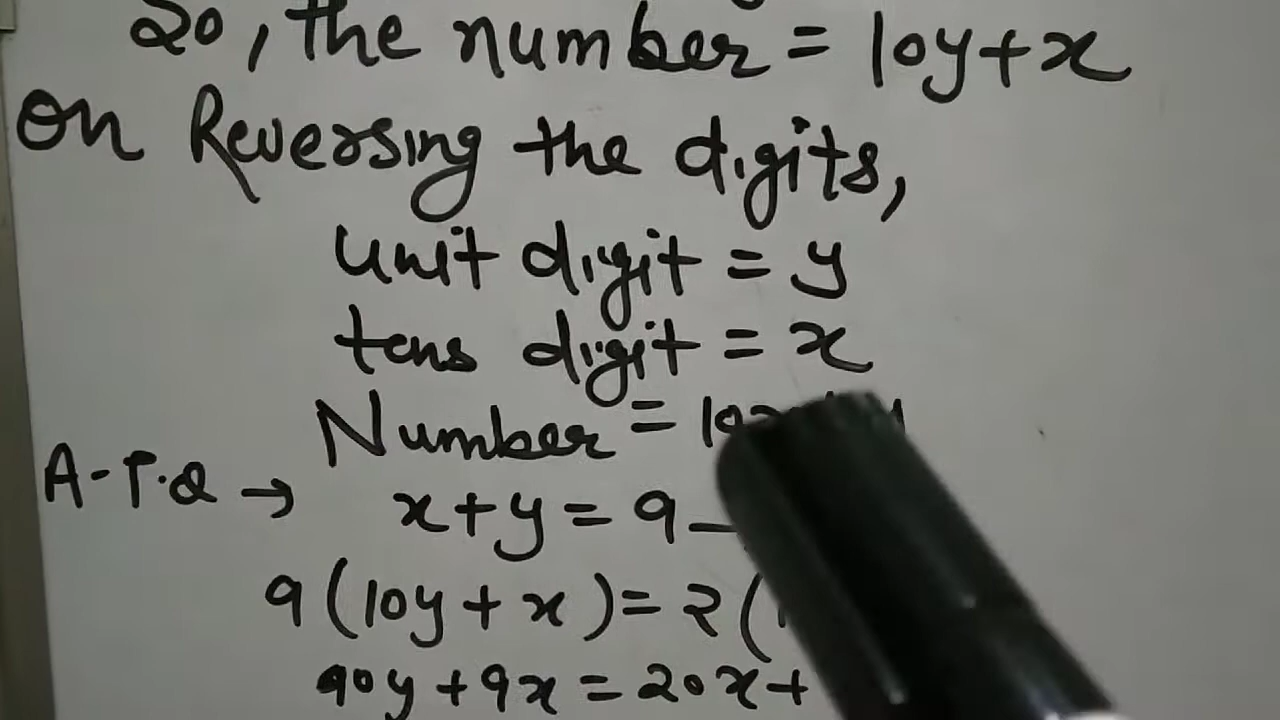 So, the number = 10y+x
On Reversing the digits,
unit digit = y
tens digit = x
Number =
A.T.Q → x+y = 9
9(10y+x) = 2(
90y+9x = 20x+